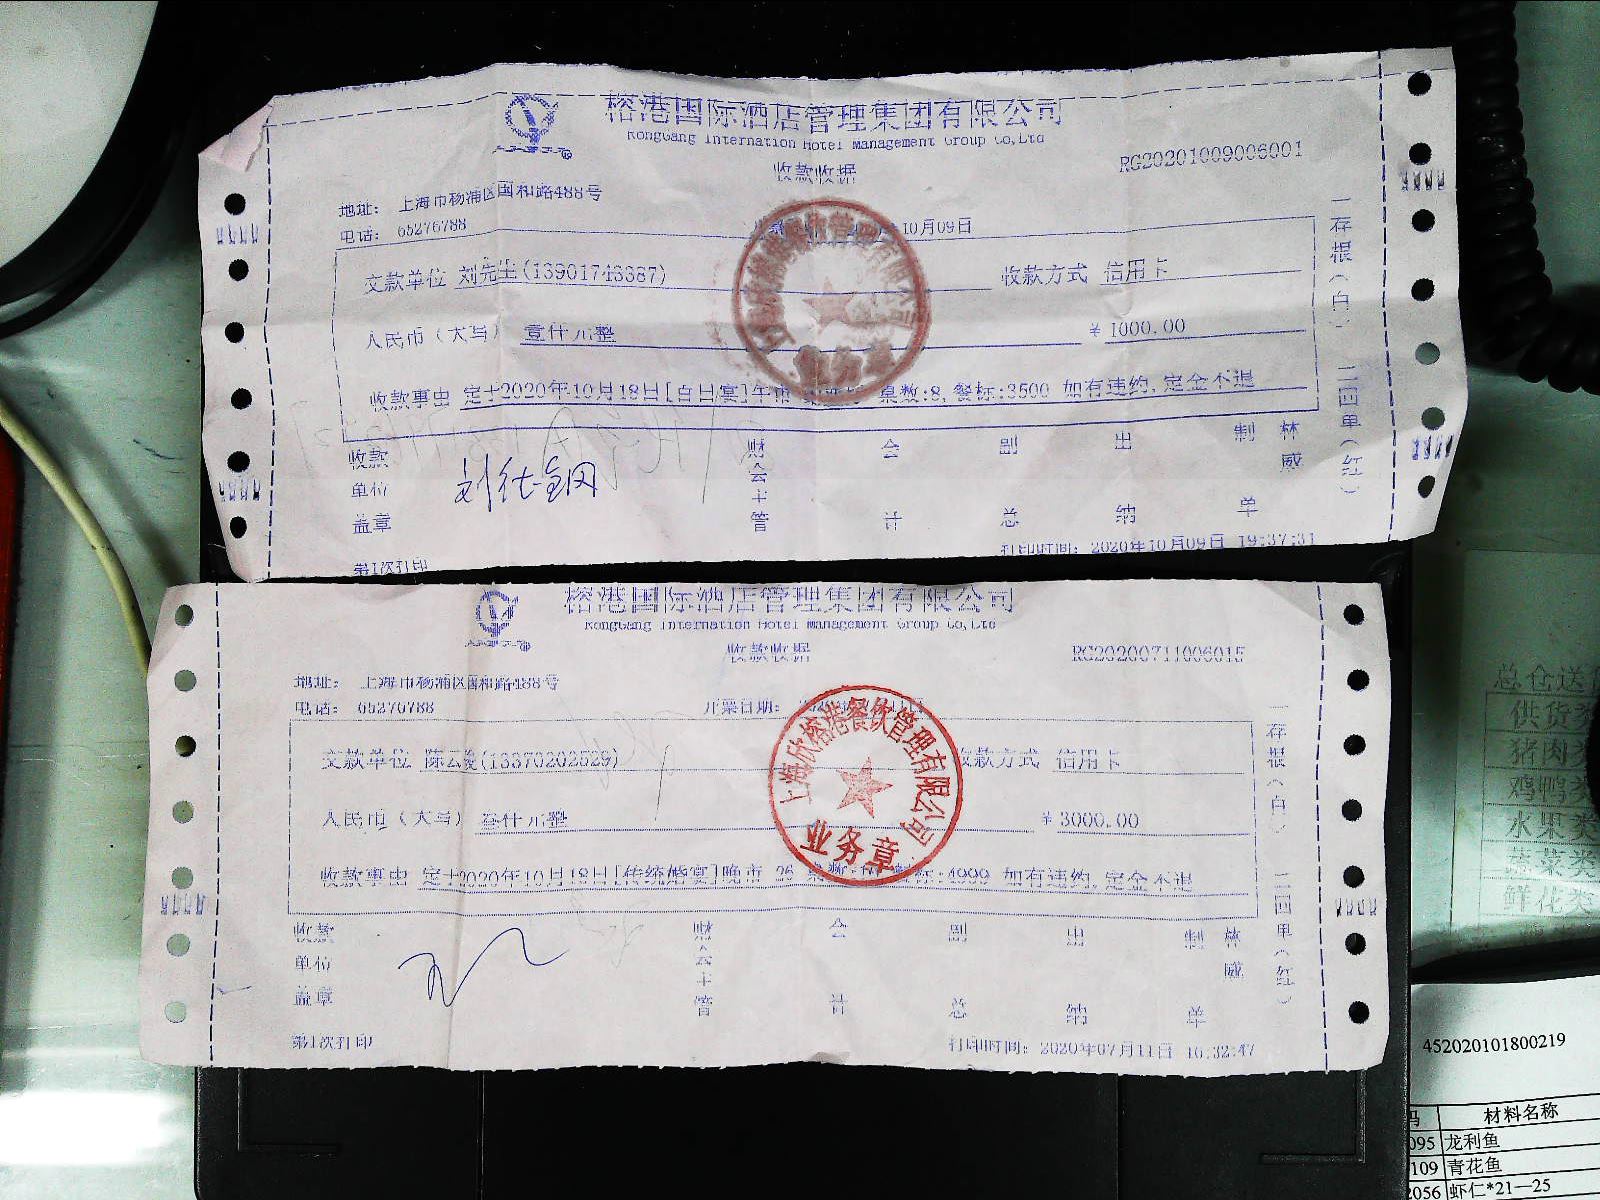 榕港国际酒店管理集团有限公司
RongGang Internation Hotel Management Group Co,Ltd
收款收据
RG20201009006001
地址： 上海市杨浦区国和路488号
电话： 65276788
10月09日
交款单位 刘先生(13901743387) 收款方式 信用卡
人民币（大写） 壹仟元整 ￥1000.00
收款事由 定于2020年10月18日[百日宴]午市 桌数:8, 餐标:3500 如有违约,定金不退
一存根（白） 二四单（红）
收款单位盖章 刘 财会主管 会计 副总 出纳 制单 林威
第1次打印
打印时间： 2020年10月09日 19:37:31
榕港国际酒店管理集团有限公司
RongGang Internation Hotel Management Group Co,Ltd
收款收据
RG20200711006015
地址： 上海市杨浦区国和路488号
电话： 65276788 开票日期：
交款单位 (13370202529) 收款方式 信用卡
人民币（大写） 叁仟元整 ￥3000.00
收款事由 定于2020年10月18日[传统婚宴]晚市 26 4999 如有违约,定金不退
一存根（白） 二四单（红）
上海欣榕港餐饮管理有限公司
业务章
收款单位盖章 财会主管 会计 副总 出纳 制单 林威
第1次打印
打印时间： 2020年07月11日 16:32:47
总仓送
供货类
猪肉类
鸡鸭类
水果类
蔬菜类
鲜花类
452020101800219
码 材料名称
095 龙利鱼
109 青花鱼
2056 虾仁*21—25